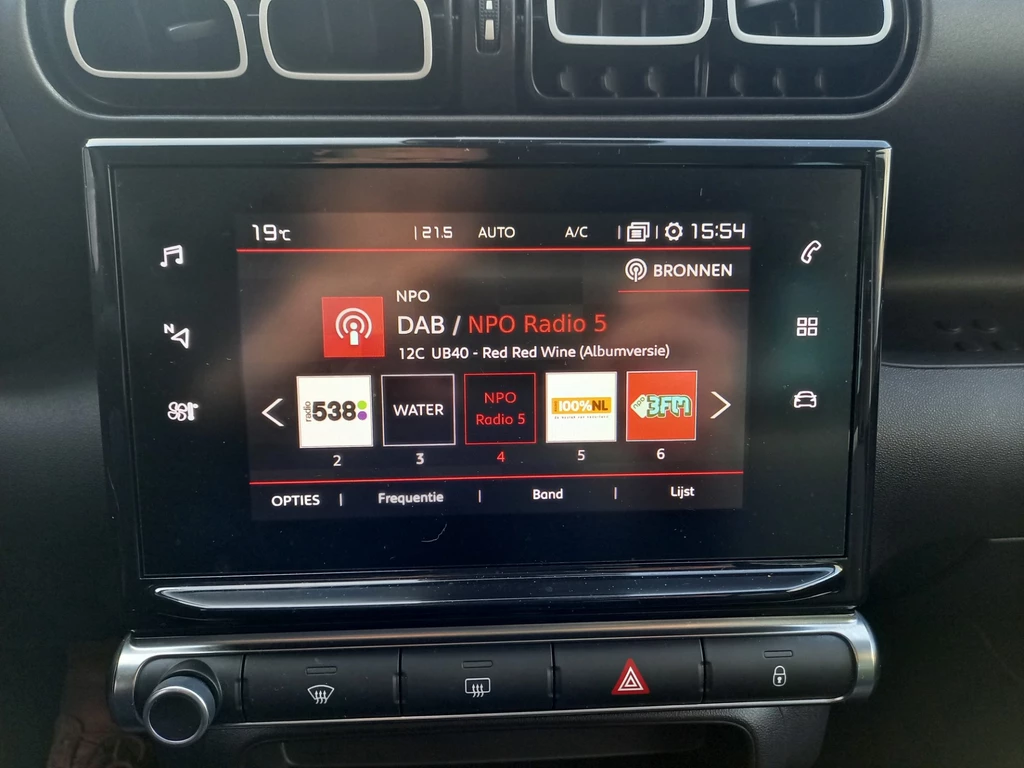 19°C | 21.5 AUTO A/C | | 15:54
BRONNEN
NPO
DAB / NPO Radio 5
12C UB40 - Red Red Wine (Albumversie)
N
radio 538
WATER
NPO
Radio 5
100%NL
npo 3FM
2 3 4 5 6
OPTIES | Frequentie | Band | Lijst